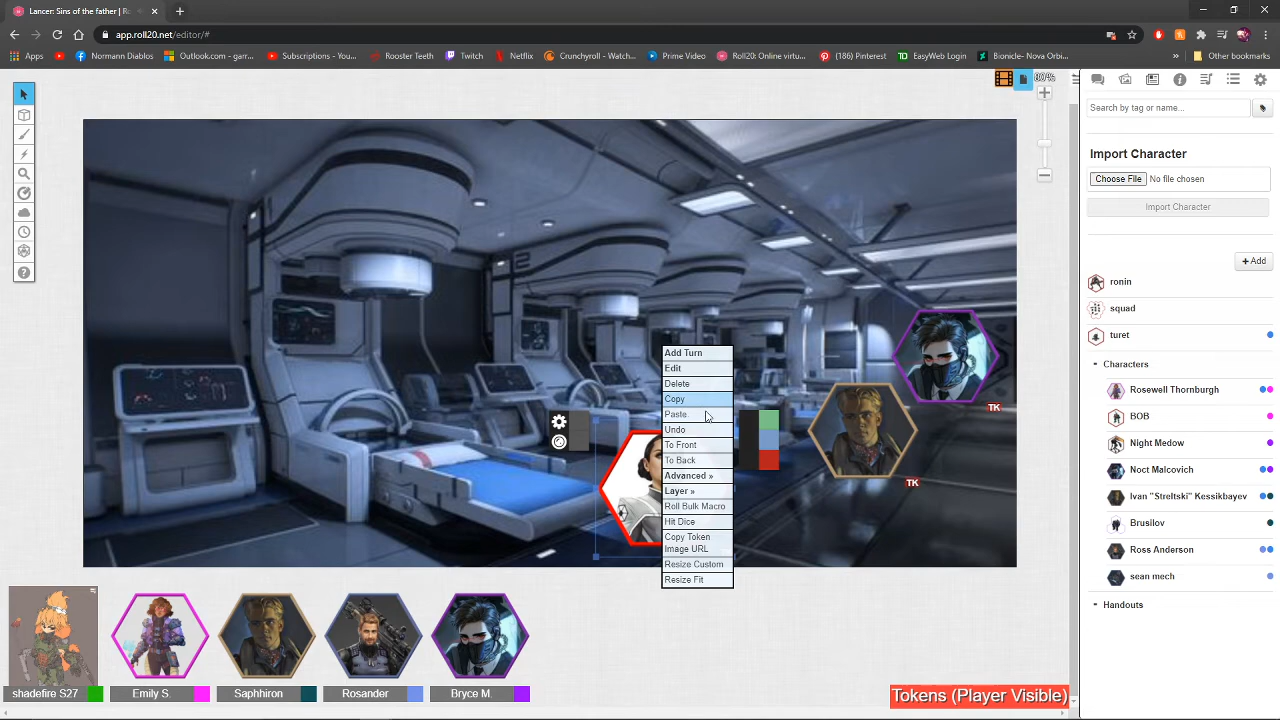 Lancer: Sins of the father | Ro
app.roll20.net/editor/#
Apps
Normann Diablos
Outlook.com - garr...
Subscriptions - You...
Rooster Teeth
Twitch
Netflix
Crunchyroll - Watch...
Prime Video
Roll20: Online virtu...
(186) Pinterest
EasyWeb Login
Bionicle- Nova Orbi...
»
Other bookmarks
80%
Search by tag or name...
Import Character
Choose File No file chosen
Import Character
+ Add
ronin
squad
turet
Characters
Rosewell Thornburgh
BOB
Night Medow
Noct Malcovich
Ivan "Streltski" Kessikbayev
Brusilov
Ross Anderson
sean mech
Handouts
Add Turn
Edit
Delete
Copy
Paste.
Undo
To Front
To Back
Advanced »
Layer »
Roll Bulk Macro
Hit Dice
Copy Token
Image URL
Resize Custom
Resize Fit
TK
TK
shadefire S27
Emily S.
Saphhiron
Rosander
Bryce M.
Tokens (Player Visible)